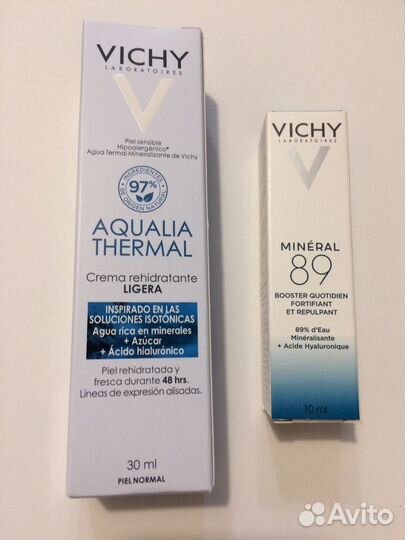 VICHY
LABORATOIRES
Piel sensible
Hipoalergénico*
Agua Termal Mineralizante de Vichy
INGREDIENTES
97%
DE ORIGEN NATURAL
AQUALIA
THERMAL
Crema rehidratante
LIGERA
INSPIRADO EN LAS
SOLUCIONES ISOTÓNICAS
Agua rica en minerales
+ Azúcar
+ Ácido hialurónico
Piel rehidratada y
fresca durante 48 hrs.
Líneas de expresión alisadas.
30 ml
PIEL NORMAL
VICHY
LABORATOIRES
MINÉRAL
89
BOOSTER QUOTIDIEN
FORTIFIANT
ET REPULPANT
89% d'Eau
Minéralisante
+ Acide Hyaluronique
10 ml
Avito